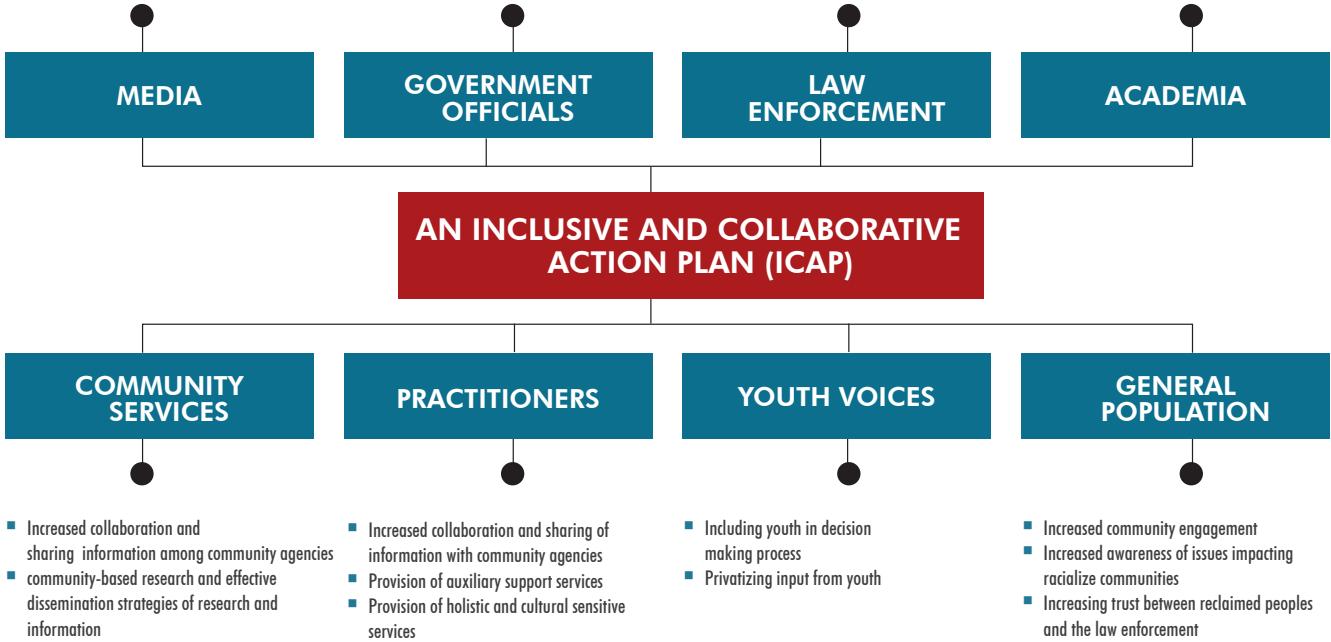 MEDIA
GOVERNMENT
OFFICIALS
LAW
ENFORCEMENT
ACADEMIA
AN INCLUSIVE AND COLLABORATIVE
ACTION PLAN (ICAP)
COMMUNITY
SERVICES
PRACTITIONERS
YOUTH VOICES
GENERAL
POPULATION
■ Increased collaboration and
sharing information among community agencies
■ community-based research and effective
dissemination strategies of research and
information
■ Increased collaboration and sharing of
information with community agencies
■ Provision of auxiliary support services
■ Provision of holistic and cultural sensitive
services
■ Including youth in decision
making process
■ Privatizing input from youth
■ Increased community engagement
■ Increased awareness of issues impacting
racialize communities
■ Increasing trust between reclaimed peoples
and the law enforcement